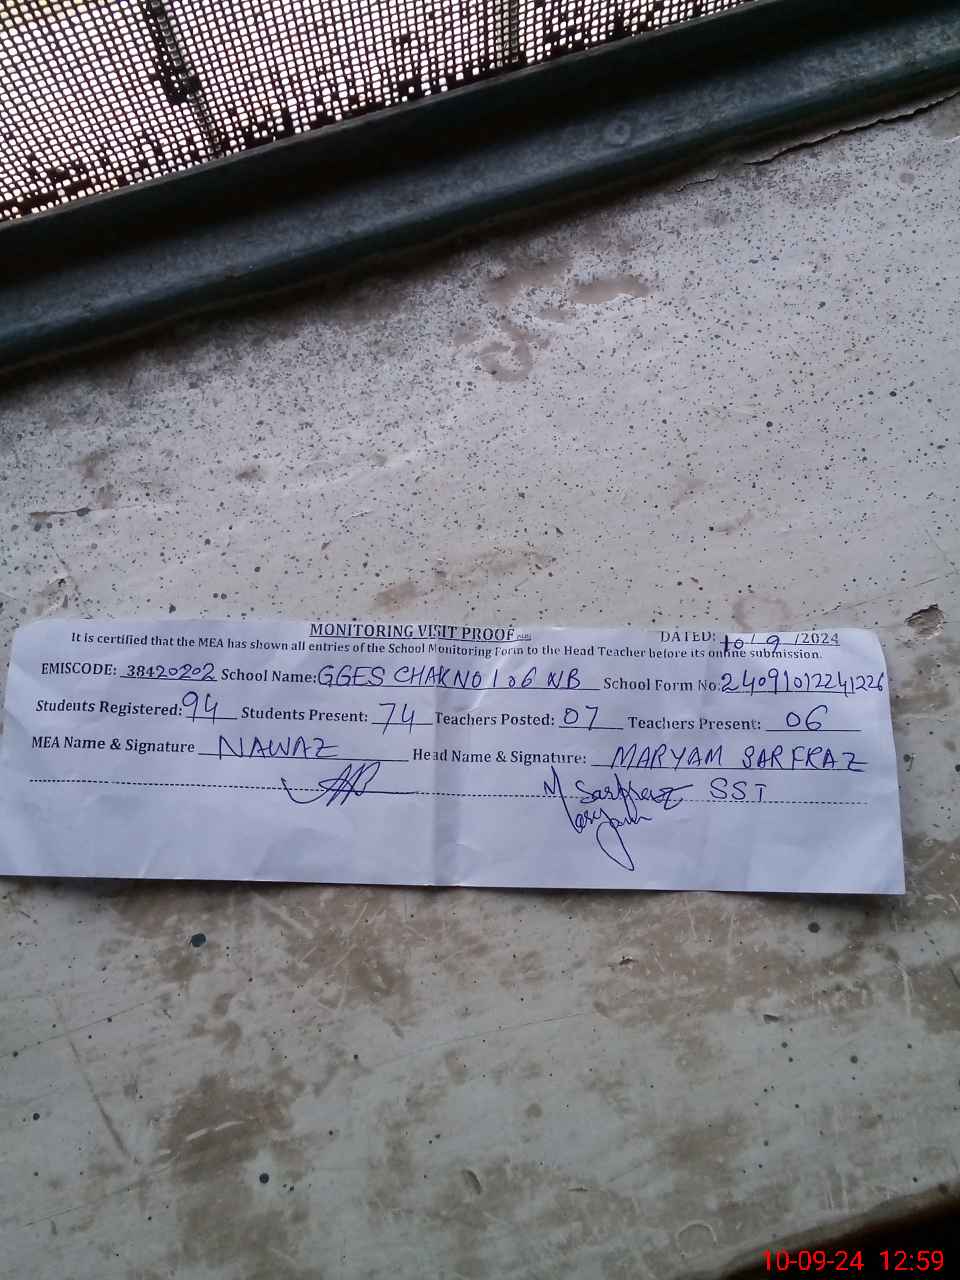 MONITORING VISIT PROOF
DATED: 10/9/2024
It is certified that the MEA has shown all entries of the School Monitoring Form to the Head Teacher before its online submission.
EMISCODE: 38420202 School Name: GGES CHAK NO 106 NB School Form No: 24091012241226
Students Registered: 94 Students Present: 74 Teachers Posted: 07 Teachers Present: 06
MEA Name & Signature NAWAZ Head Name & Signature: MARYAM SARFRAZ
M Sarfraz SST
Maryam
10-09-24 12:59